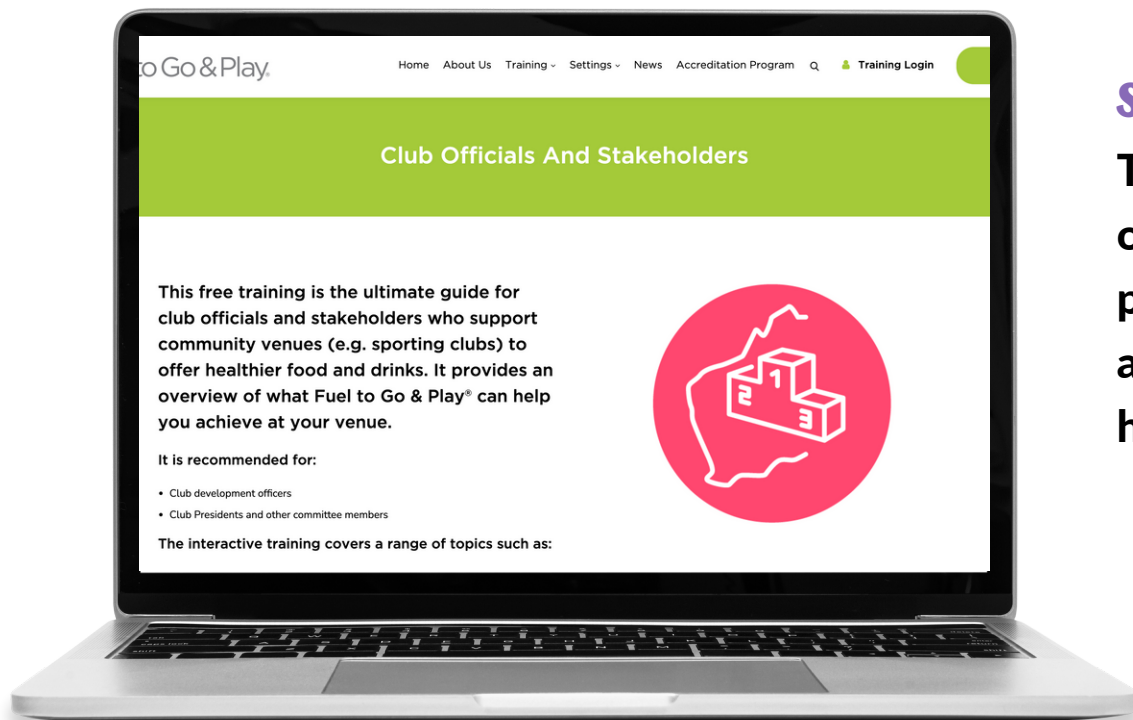 to Go & Play®
Home About Us Training Settings News Accreditation Program Training Login
Club Officials And Stakeholders
This free training is the ultimate guide for
club officials and stakeholders who support
community venues (e.g. sporting clubs) to
offer healthier food and drinks. It provides an
overview of what Fuel to Go & Play® can help
you achieve at your venue.
2 1 3
It is recommended for:
• Club development officers
• Club Presidents and other committee members
The interactive training covers a range of topics such as: